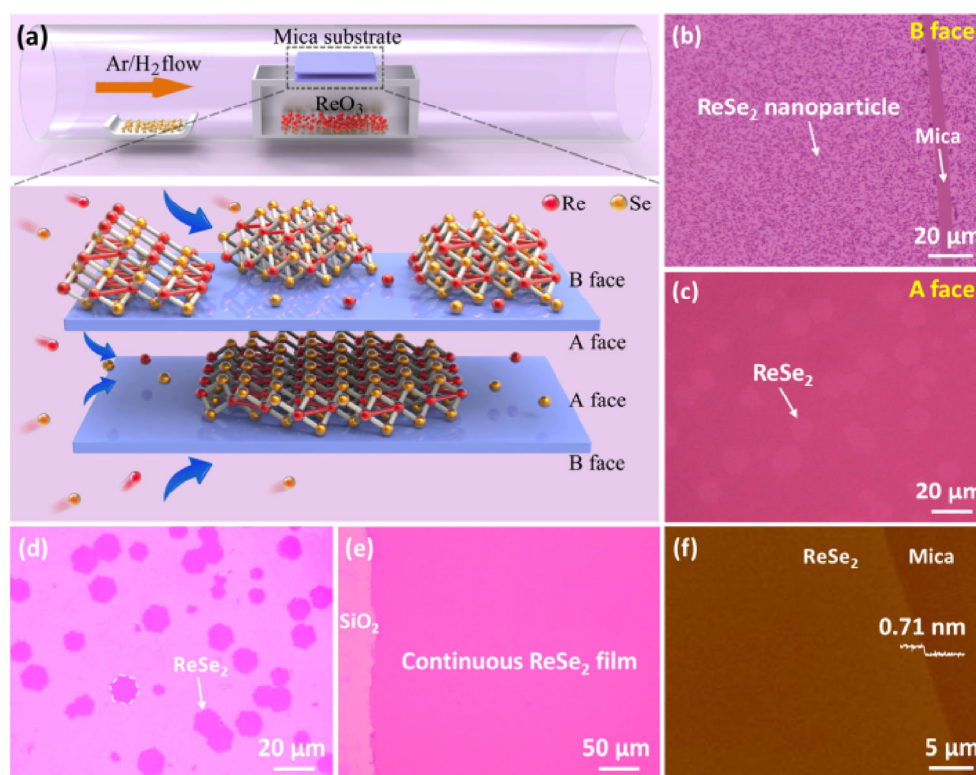 (a)
Mica substrate
Ar/H2 flow
ReO3
Re
Se
B face
A face
A face
B face
(b)
B face
ReSe2 nanoparticle
Mica
20 μm
(c)
A face
ReSe2
20 μm
(d)
ReSe2
20 μm
(e)
SiO2
Continuous ReSe2 film
50 μm
(f)
ReSe2
Mica
0.71 nm
5 μm